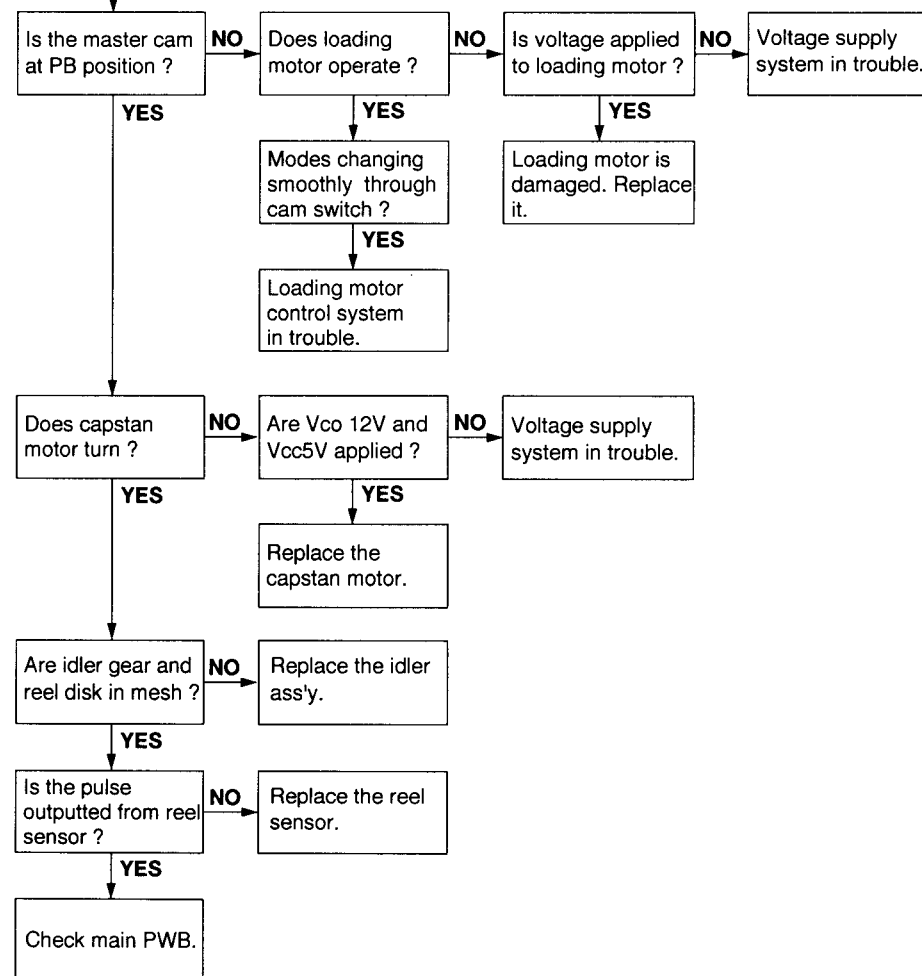 Is the master cam
at PB position ?
NO
Does loading
motor operate ?
NO
Is voltage applied
to loading motor ?
NO
Voltage supply
system in trouble.
YES
YES
YES
Modes changing
smoothly through
cam switch ?
Loading motor is
damaged. Replace
it.
YES
Loading motor
control system
in trouble.
Does capstan
motor turn ?
NO
Are Vco 12V and
Vcc5V applied ?
NO
Voltage supply
system in trouble.
YES
YES
Replace the
capstan motor.
Are idler gear and
reel disk in mesh ?
NO
Replace the idler
ass'y.
YES
Is the pulse
outputted from reel
sensor ?
NO
Replace the reel
sensor.
YES
Check main PWB.